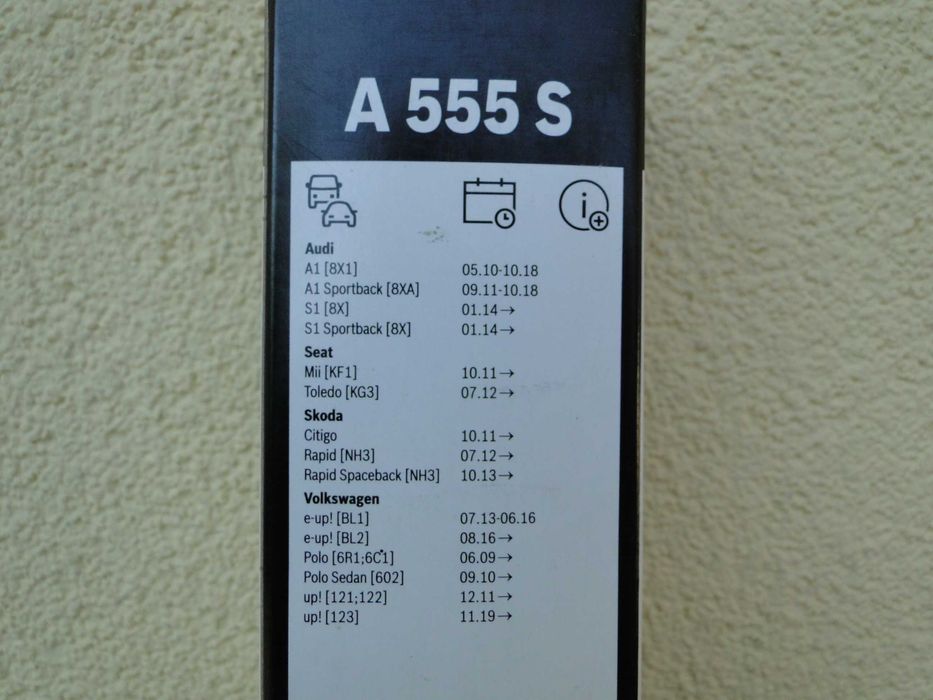 A 555 S
i
Audi
A1 [8X1] 05.10-10.18
A1 Sportback [8XA] 09.11-10.18
S1 [8X] 01.14→
S1 Sportback [8X] 01.14→
Seat
Mii [KF1] 10.11→
Toledo [KG3] 07.12→
Skoda
Citigo 10.11→
Rapid [NH3] 07.12→
Rapid Spaceback [NH3] 10.13→
Volkswagen
e-up! [BL1] 07.13-06.16
e-up! [BL2] 08.16→
Polo [6R1;6C1] 06.09→
Polo Sedan [602] 09.10→
up! [121;122] 12.11→
up! [123] 11.19→